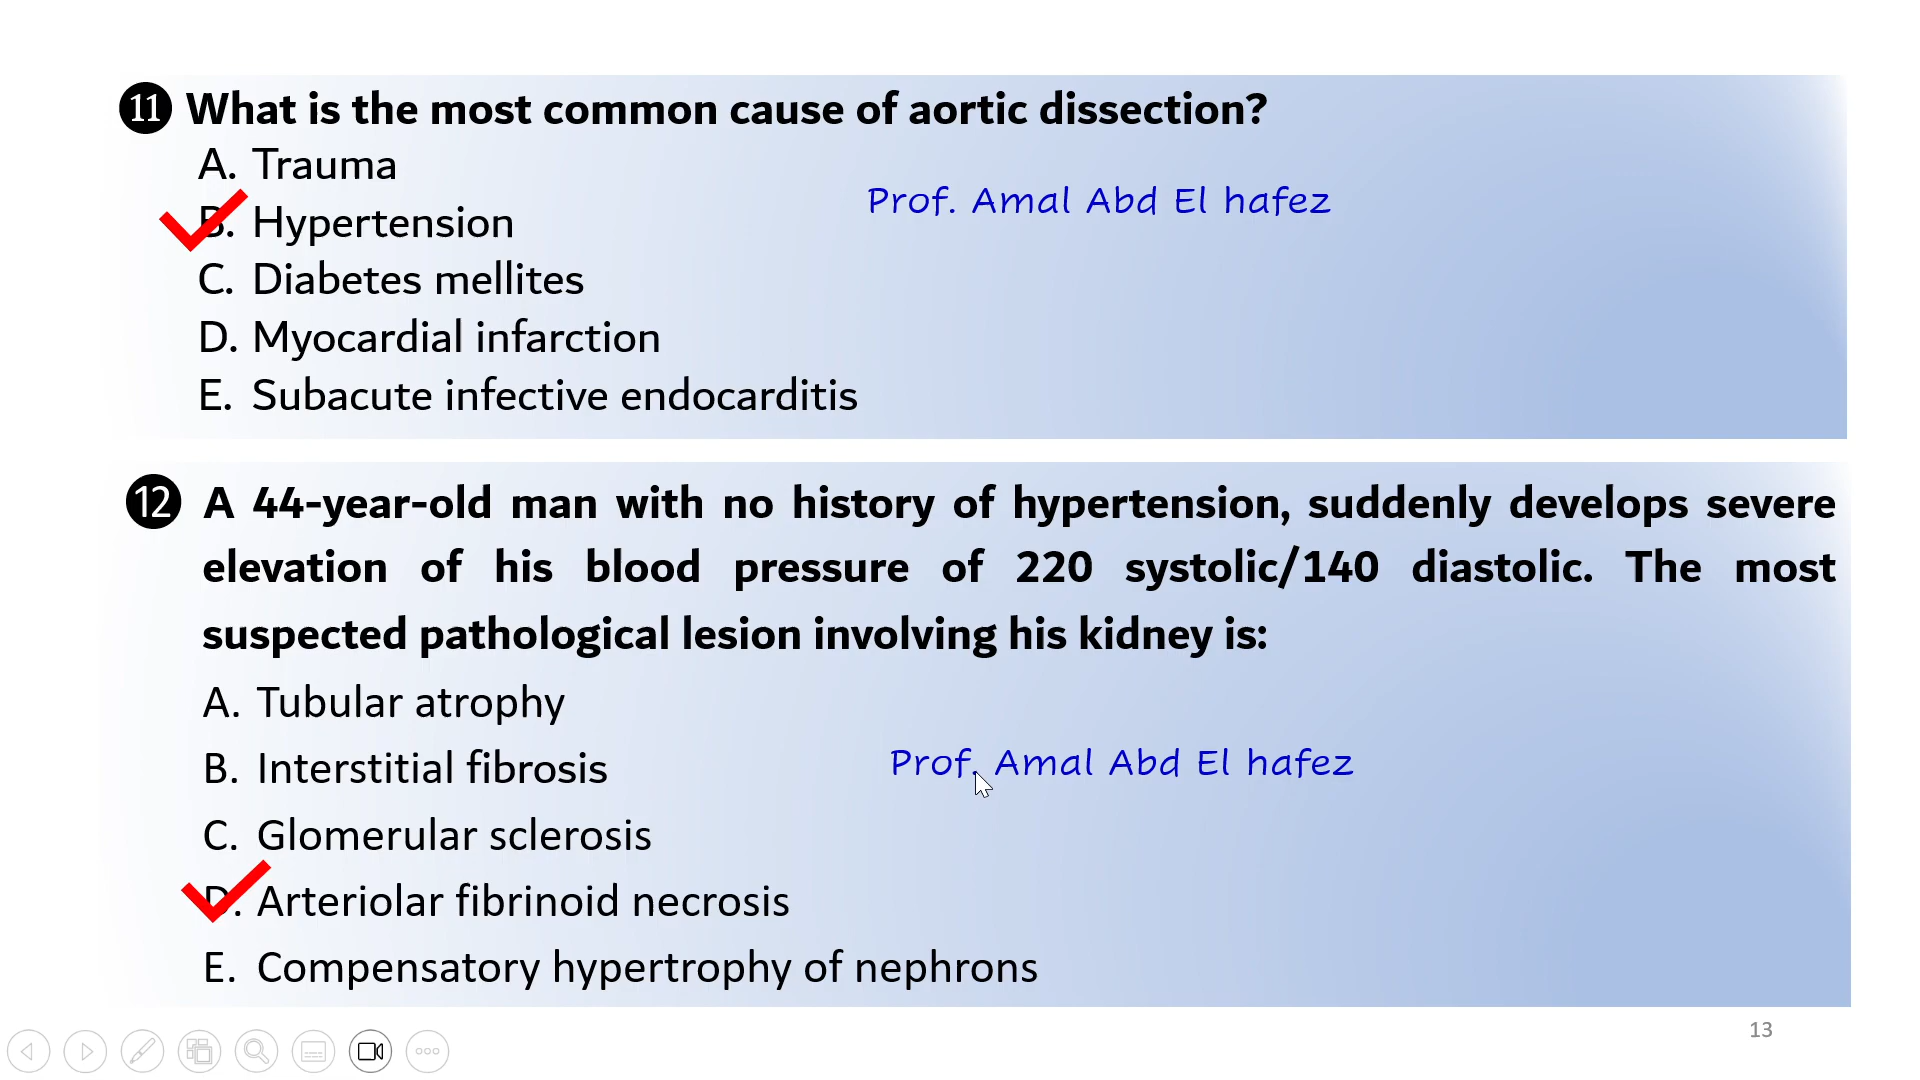 ⓫ What is the most common cause of aortic dissection?
A. Trauma
Prof. Amal Abd El hafez
B. Hypertension
C. Diabetes mellites
D. Myocardial infarction
E. Subacute infective endocarditis
⓬ A 44-year-old man with no history of hypertension, suddenly develops severe
elevation of his blood pressure of 220 systolic/140 diastolic. The most
suspected pathological lesion involving his kidney is:
A. Tubular atrophy
B. Interstitial fibrosis
Prof. Amal Abd El hafez
C. Glomerular sclerosis
D. Arteriolar fibrinoid necrosis
E. Compensatory hypertrophy of nephrons
13